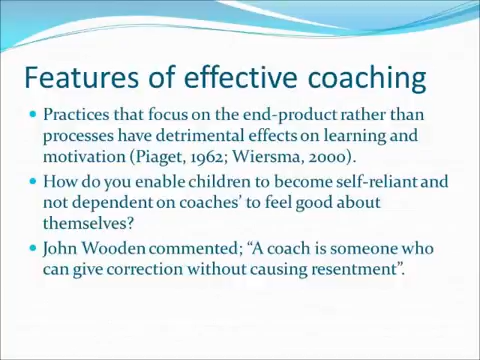 Features of effective coaching
• Practices that focus on the end-product rather than
processes have detrimental effects on learning and
motivation (Piaget, 1962; Wiersma, 2000).
• How do you enable children to become self-reliant and
not dependent on coaches’ to feel good about
themselves?
• John Wooden commented; “A coach is someone who
can give correction without causing resentment”.